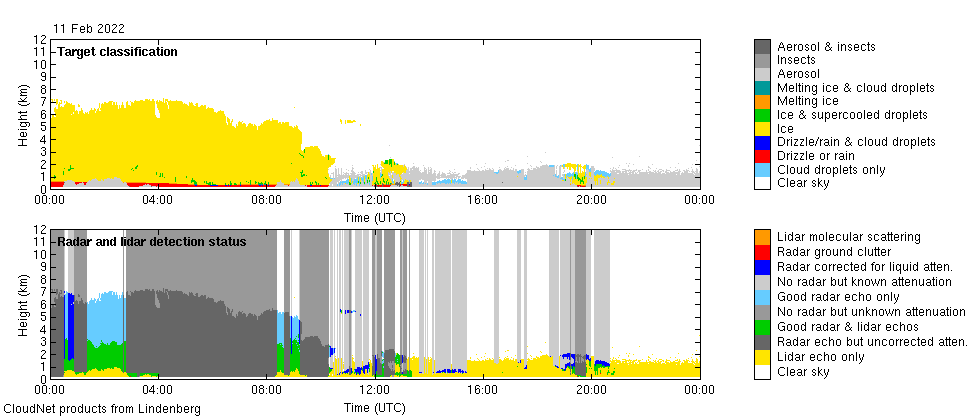 11 Feb 2022
12
11
10
9
8
7
6
5
4
3
2
1
0
Height (km)
Target classification
00:00 04:00 08:00 12:00 16:00 20:00 00:00
Time (UTC)
Aerosol & insects
Insects
Aerosol
Melting ice & cloud droplets
Melting ice
Ice & supercooled droplets
Ice
Drizzle/rain & cloud droplets
Drizzle or rain
Cloud droplets only
Clear sky
12
11
10
9
8
7
6
5
4
3
2
1
0
Height (km)
Radar and lidar detection status
00:00 04:00 08:00 12:00 16:00 20:00 00:00
Time (UTC)
Lidar molecular scattering
Radar ground clutter
Radar corrected for liquid atten.
No radar but known attenuation
Good radar echo only
No radar but unknown attenuation
Good radar & lidar echos
Radar echo but uncorrected atten.
Lidar echo only
Clear sky
CloudNet products from Lindenberg